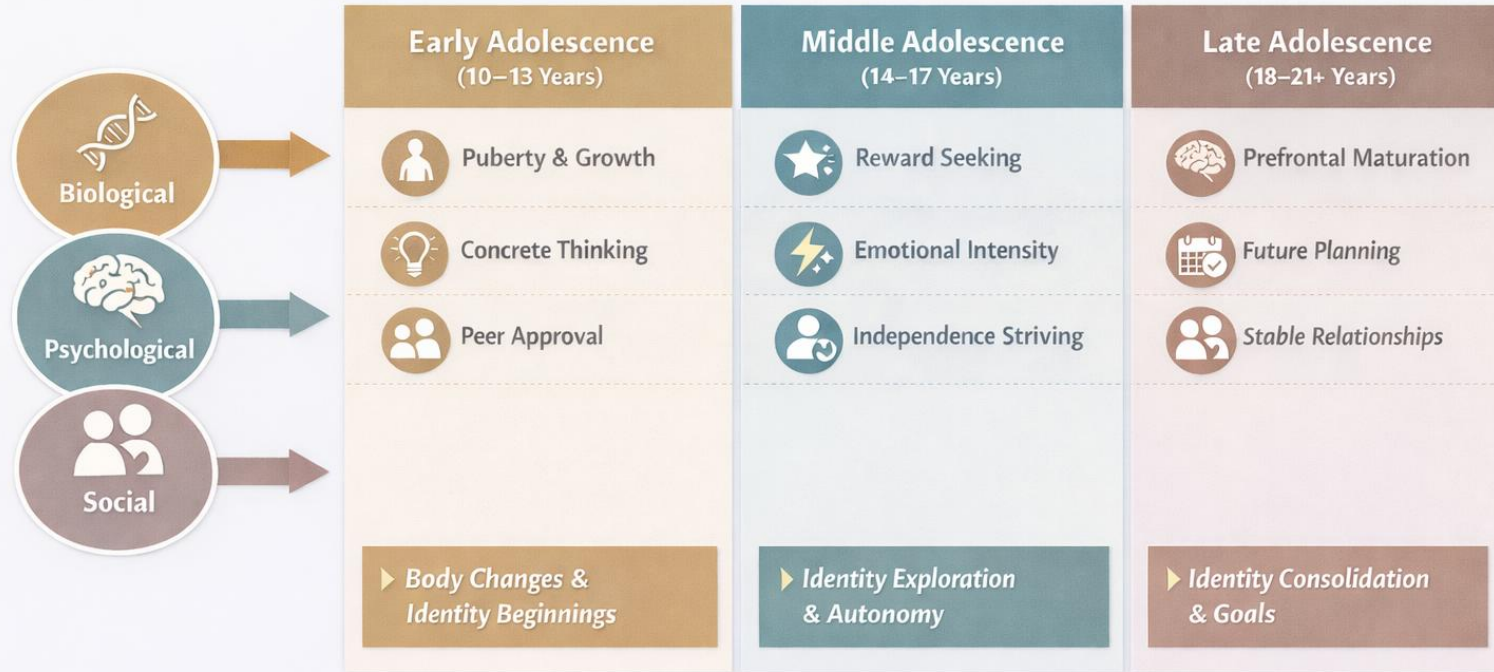 Biological
Psychological
Social
Early Adolescence
(10–13 Years)
Puberty & Growth
Concrete Thinking
Peer Approval
Body Changes &
Identity Beginnings
Middle Adolescence
(14–17 Years)
Reward Seeking
Emotional Intensity
Independence Striving
Identity Exploration
& Autonomy
Late Adolescence
(18–21+ Years)
Prefrontal Maturation
Future Planning
Stable Relationships
Identity Consolidation
& Goals